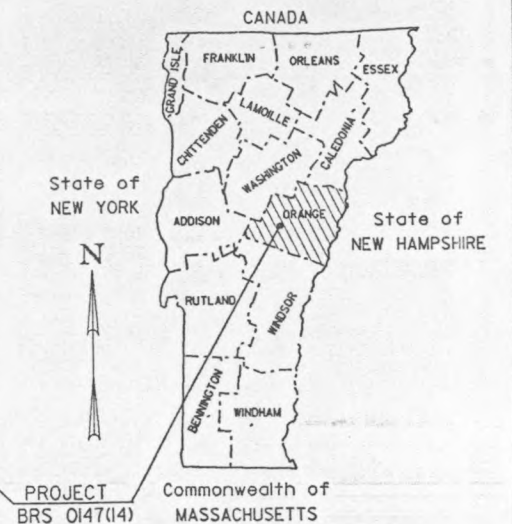 CANADA
FRANKLIN
ORLEANS
ESSEX
GRAND ISLE
LAMOILLE
CHITTENDEN
CALEDONIA
WASHINGTON
State of
NEW YORK
ADDISON
ORANGE
State of
NEW HAMPSHIRE
N
RUTLAND
WINDSOR
BENNINGTON
WINDHAM
PROJECT
BRS 0147(14)
Commonwealth of
MASSACHUSETTS